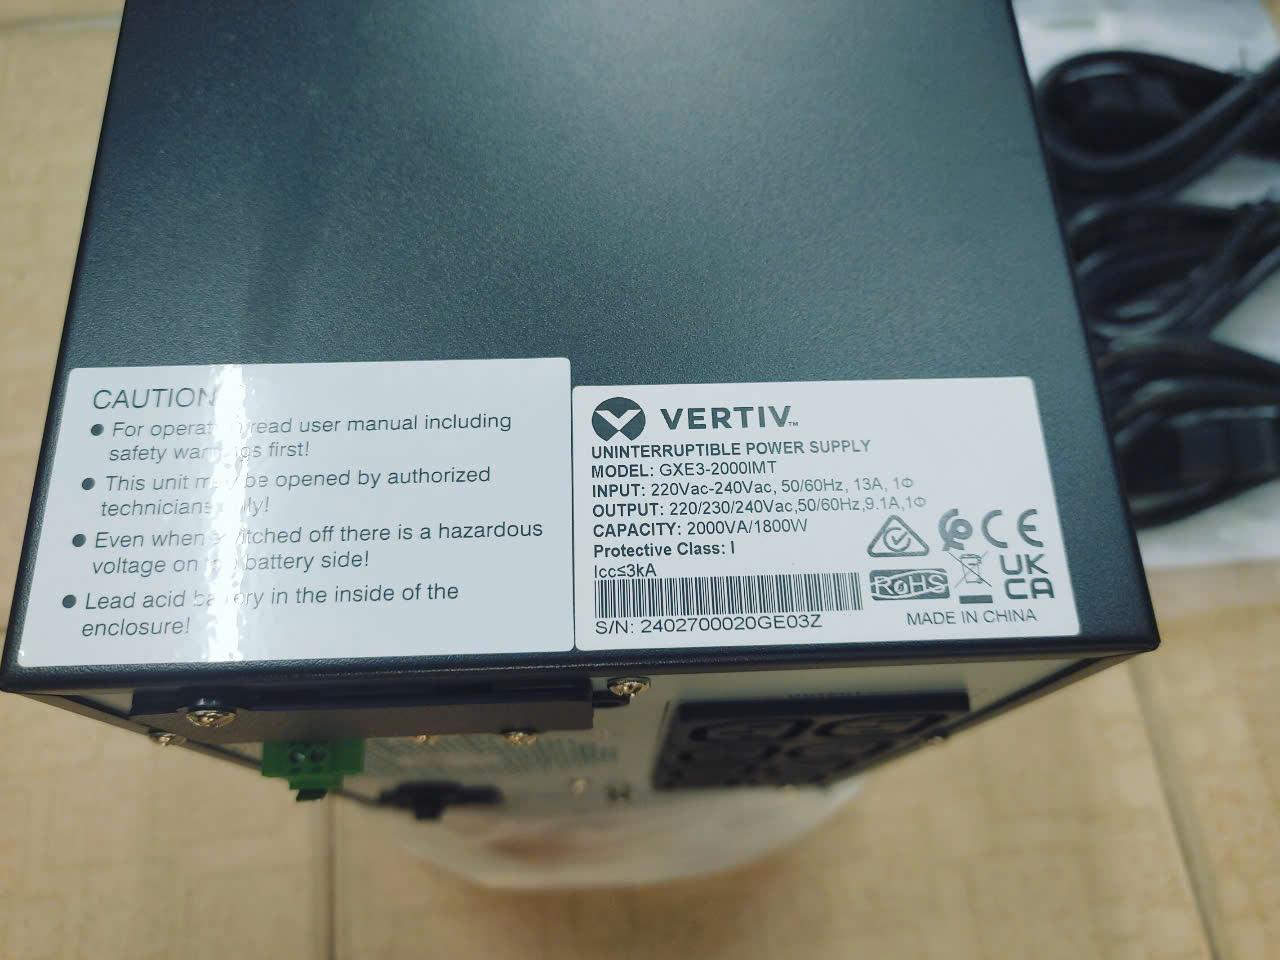 CAUTION
● For operat read user manual including
safety war gs first!
● This unit m be opened by authorized
technicians ly!
● Even when itched off there is a hazardous
voltage on battery side!
● Lead acid ba ry in the inside of the
enclosure!
VERTIV™
UNINTERRUPTIBLE POWER SUPPLY
MODEL: GXE3-2000IMT
INPUT: 220Vac-240Vac, 50/60Hz, 13A, 1Φ
OUTPUT: 220/230/240Vac,50/60Hz,9.1A,1Φ
CAPACITY: 2000VA/1800W
Protective Class: I
Icc≤3kA
CE
RoHS
UK
CA
S/N: 2402700020GE03Z
MADE IN CHINA